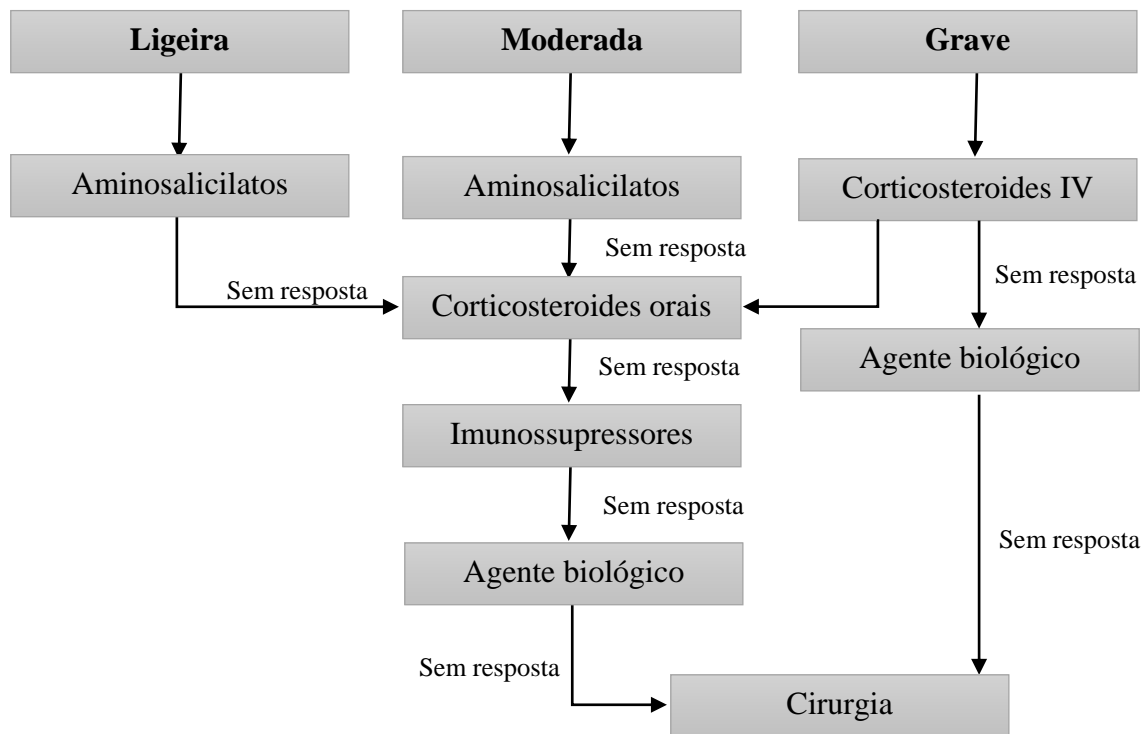 Ligeira
Moderada
Grave
Aminosalicilatos
Aminosalicilatos
Corticosteroides IV
Sem resposta
Sem resposta
Sem resposta
Corticosteroides orais
Agente biológico
Sem resposta
Imunossupressores
Sem resposta
Sem resposta
Agente biológico
Sem resposta
Cirurgia